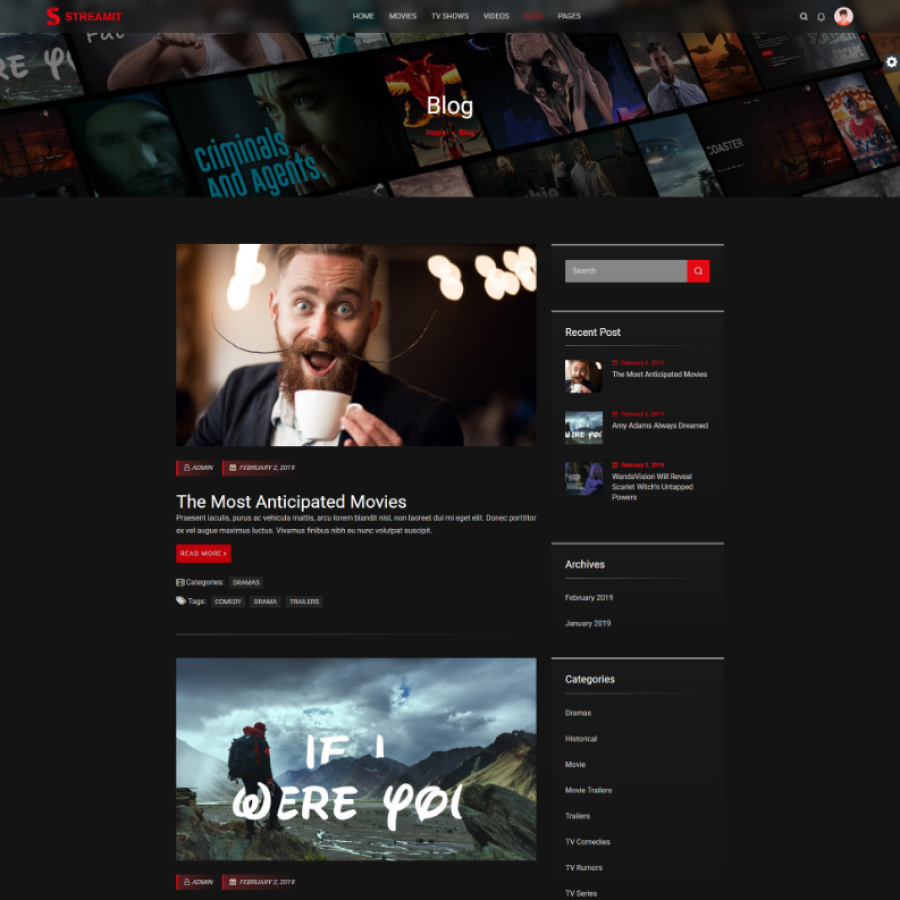 STREAMIT
HOME MOVIES TV SHOWS VIDEOS BLOG PAGES
Blog
Home Blog
Criminals
And Agents.
COASTER
ESCAPE
ADMIN FEBRUARY 2, 2019
The Most Anticipated Movies
Praesent iaculis, purus ac vehicula mattis, arcu lorem blandit nisl, non laoreet dui mi eget elit. Donec porttitor
ex vel augue maximus luctus. Vivamus finibus nibh eu nunc volutpat suscipit.
READ MORE
Categories: DRAMAS
Tags: COMEDY DRAMA TRAILERS
IF I
WERE YOU
ADMIN FEBRUARY 2, 2019
Search
Recent Post
February 2, 2019
The Most Anticipated Movies
February 2, 2019
Amy Adams Always Dreamed
February 2, 2019
WandaVision Will Reveal
Scarlet Witch's Untapped
Powers
Archives
February 2019
January 2019
Categories
Dramas
Historical
Movie
Movie Trailers
Trailers
TV Comedies
TV Rumors
TV Series